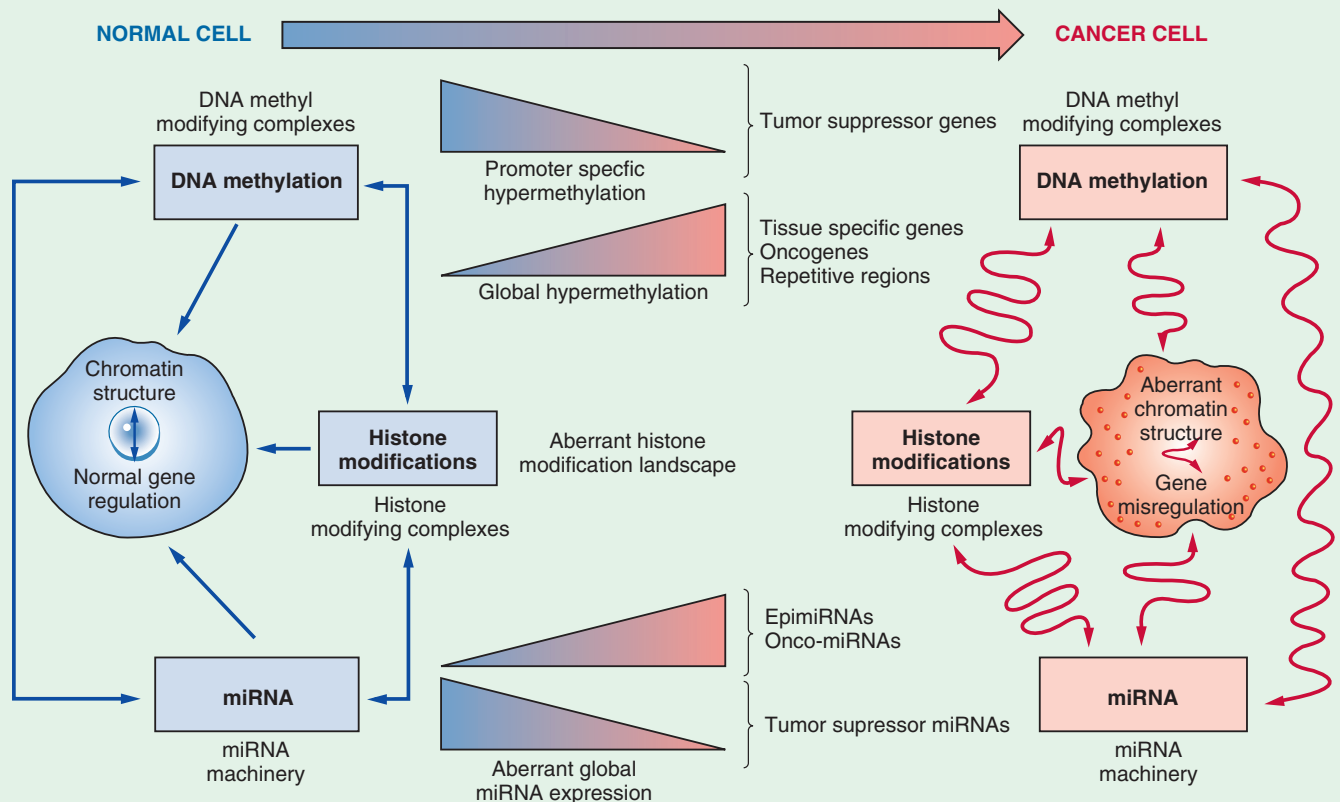 NORMAL CELL
CANCER CELL
DNA methyl
modifying complexes
DNA methylation
Promoter specfic
hypermethylation
Tumor suppressor genes
Global hypermethylation
Tissue specific genes
Oncogenes
Repetitive regions
Chromatin
structure
Normal gene
regulation
Histone
modifications
Histone
modifying complexes
Aberrant histone
modification landscape
miRNA
miRNA
machinery
EpimiRNAs
Onco-miRNAs
Tumor supressor miRNAs
Aberrant global
miRNA expression
DNA methyl
modifying complexes
DNA methylation
Histone
modifications
Histone
modifying complexes
Aberrant
chromatin
structure
Gene
misregulation
miRNA
miRNA
machinery